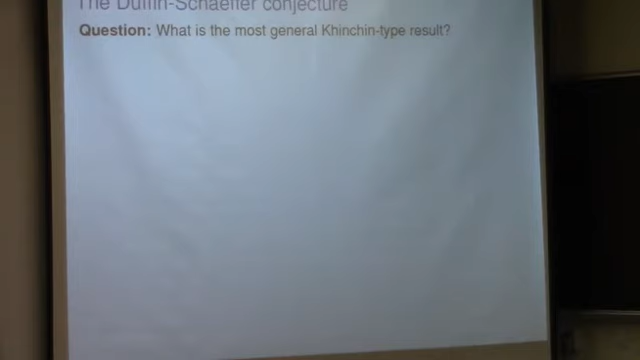 The Duffin-Schaeffer conjecture
Question: What is the most general Khinchin-type result?